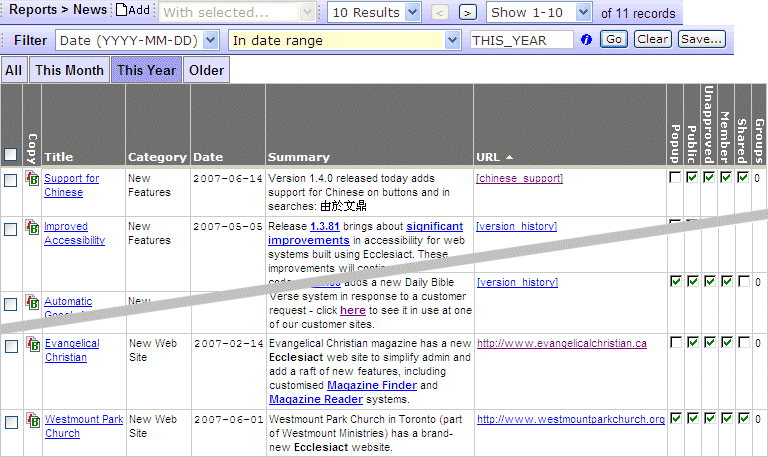 Reports > News Add With selected... 10 Results < > Show 1-10 of 11 records
Filter Date (YYYY-MM-DD) In date range THIS_YEAR Go Clear Save...
All This Month This Year Older
Copy Title Category Date Summary URL Popup Public Unapproved Member Shared Groups
Support for New 2007-06-14 Version 1.4.0 released today adds [chinese_support] 0
Chinese Features support for Chinese on buttons and in
searches: 由於文鼎
Improved New 2007-05-05 Release 1.3.81 brings about significant [version_history]
Accessibility Features improvements in accessibility for web
systems built using Ecclesiact. These
improvements will
adds a new Daily Bible [version_history] 0
Automatic New Verse system in response to a customer
request - click here to see it in use at one
of our customer sites.
Evangelical New Web 2007-02-14 Evangelical Christian magazine has a new http://www.evangelicalchristian.ca 0
Christian Site Ecclesiact web site to simplify admin and
add a raft of new features, including
customised Magazine Finder and
Magazine Reader systems.
Westmount Park New Web 2007-06-01 Westmount Park Church in Toronto (part http://www.westmountparkchurch.org 0
Church Site of Westmount Ministries) has a brand-
new Ecclesiact website.